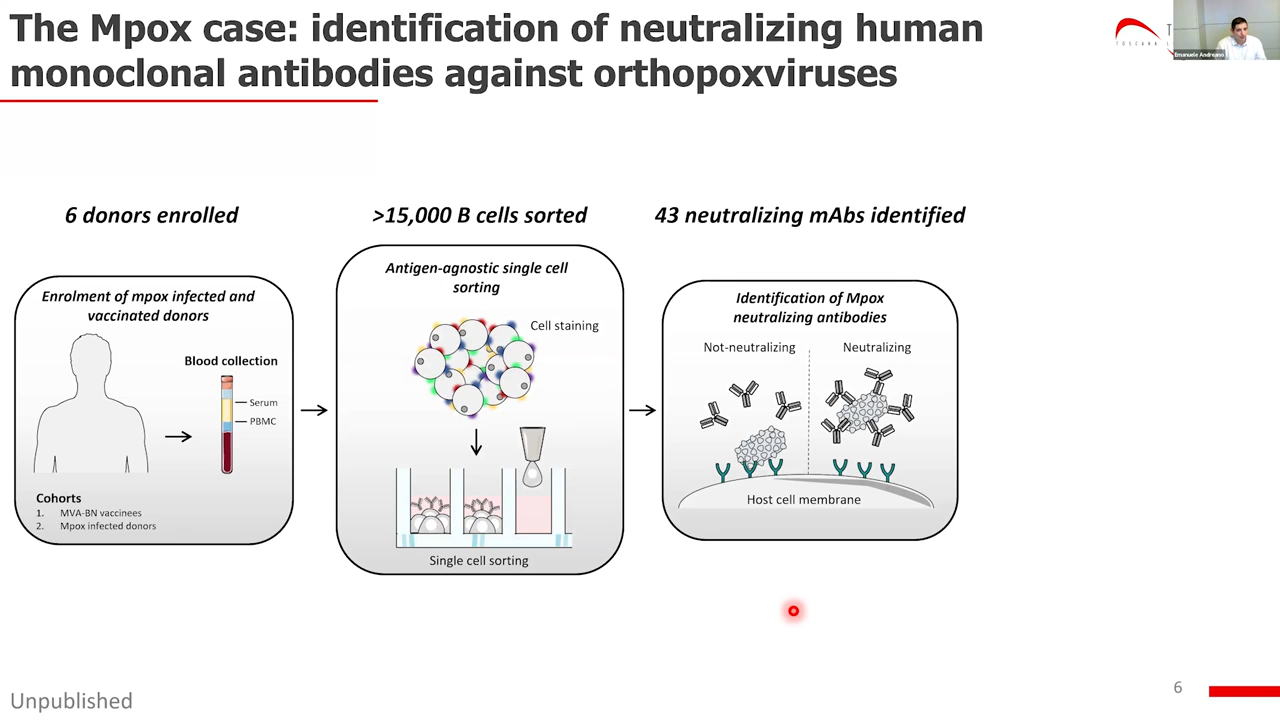 The Mpox case: identification of neutralizing human
monoclonal antibodies against orthopoxviruses
Emanuele Andreano
6 donors enrolled
>15,000 B cells sorted
43 neutralizing mAbs identified
Enrolment of mpox infected and
vaccinated donors
Blood collection
Serum
PBMC
Cohorts
1. MVA-BN vaccinees
2. Mpox infected donors
Antigen-agnostic single cell
sorting
Cell staining
Single cell sorting
Identification of Mpox
neutralizing antibodies
Not-neutralizing
Neutralizing
Host cell membrane
Unpublished
6